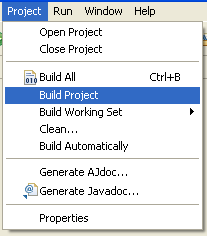 Project Run Window Help
Open Project
Close Project
Build All Ctrl+B
Build Project
Build Working Set
Clean...
Build Automatically
Generate AJdoc...
Generate Javadoc...
Properties